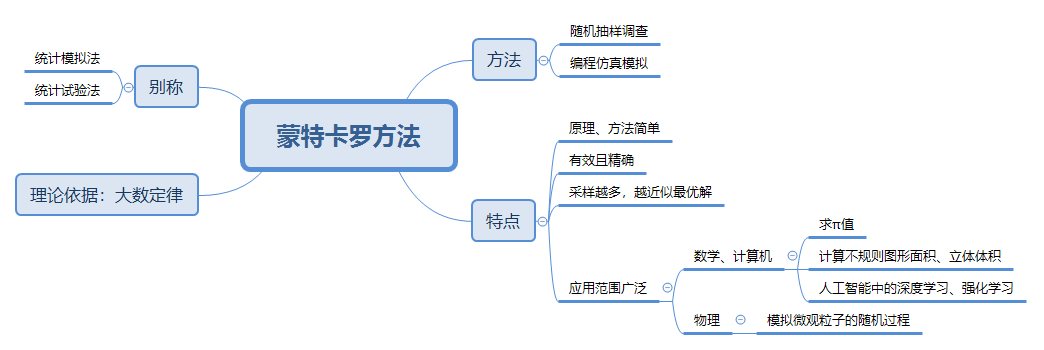 蒙特卡罗方法
别称
统计模拟法
统计试验法
理论依据：大数定律
方法
随机抽样调查
编程仿真模拟
特点
原理、方法简单
有效且精确
采样越多，越近似最优解
应用范围广泛
数学、计算机
求π值
计算不规则图形面积、立体体积
人工智能中的深度学习、强化学习
物理
模拟微观粒子的随机过程